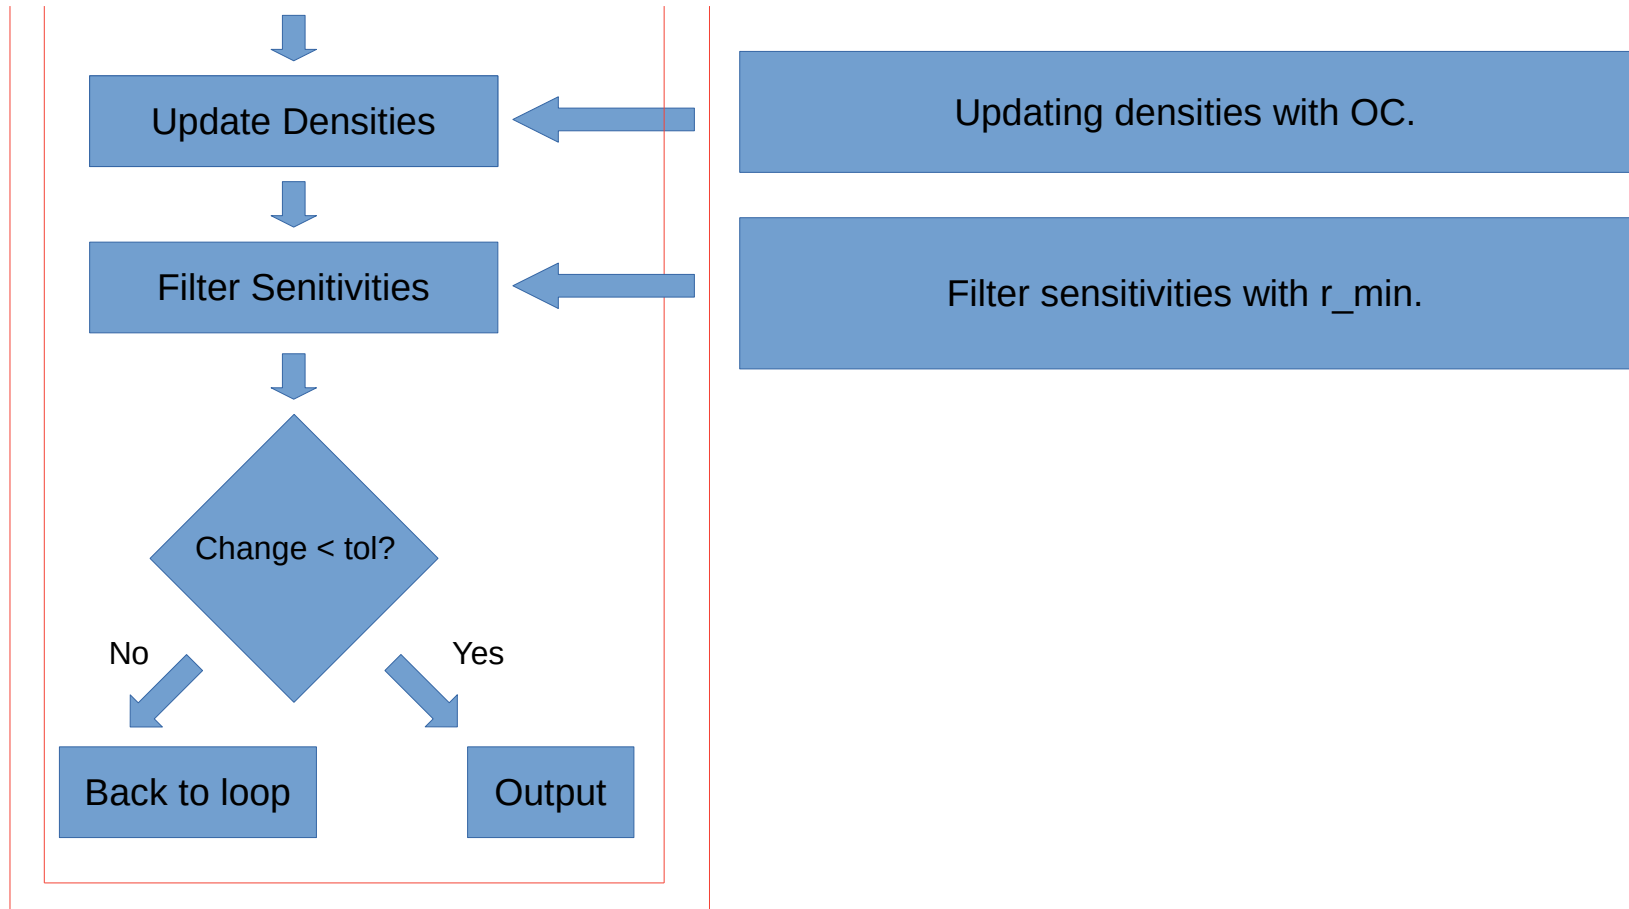 Update Densities
Updating densities with OC.
Filter Senitivities
Filter sensitivities with r_min.
Change < tol?
No
Yes
Back to loop
Output